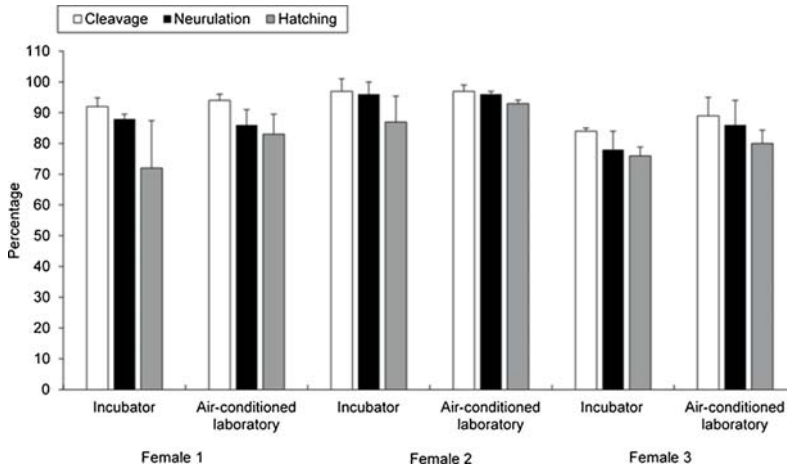 Cleavage Neurulation Hatching
110
100
90
80
70
60
50
40
30
20
10
0
Percentage
Incubator Air-conditioned Incubator Air-conditioned Incubator Air-conditioned
laboratory laboratory laboratory
Female 1 Female 2 Female 3